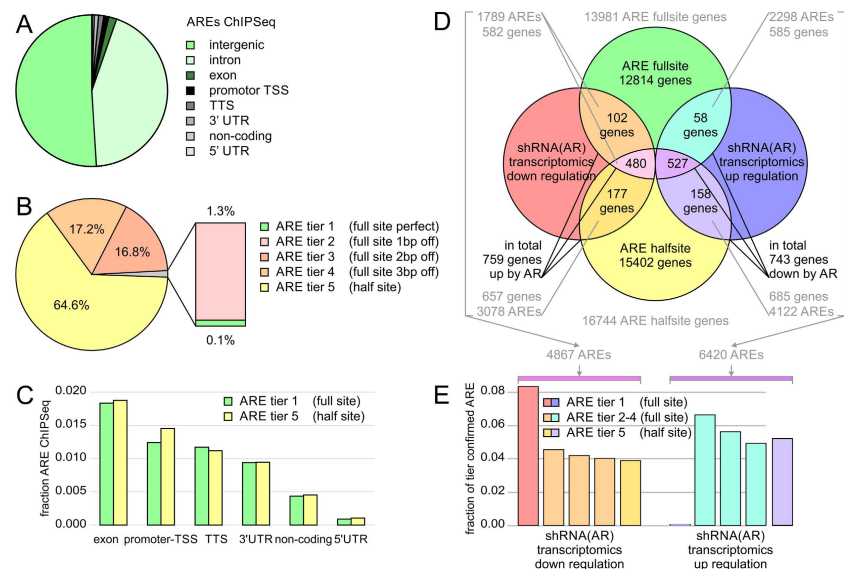 A
AREs ChIPSeq
intergenic
intron
exon
promotor TSS
TTS
3' UTR
non-coding
5' UTR
B
17.2%
16.8%
64.6%
1.3%
0.1%
ARE tier 1 (full site perfect)
ARE tier 2 (full site 1bp off)
ARE tier 3 (full site 2bp off)
ARE tier 4 (full site 3bp off)
ARE tier 5 (half site)
C
fraction ARE ChIPSeq
0.020
0.015
0.010
0.005
0.000
ARE tier 1 (full site)
ARE tier 5 (half site)
exon promoter-TSS TTS 3'UTR non-coding 5'UTR
D
1789 AREs
582 genes
13981 ARE fullsite genes
2298 AREs
585 genes
ARE fullsite
12814 genes
102
genes
58
genes
shRNA(AR)
transcriptomics
down regulation
480
527
shRNA(AR)
transcriptomics
up regulation
177
genes
158
genes
ARE halfsite
15402 genes
in total
759 genes
up by AR
in total
743 genes
down by AR
657 genes
3078 AREs
685 genes
4122 AREs
16744 ARE halfsite genes
4867 AREs
6420 AREs
E
fraction of tier confirmed ARE
0.08
0.06
0.04
0.02
0.00
ARE tier 1 (full site)
ARE tier 2-4 (full site)
ARE tier 5 (half site)
shRNA(AR)
transcriptomics
down regulation
shRNA(AR)
transcriptomics
up regulation